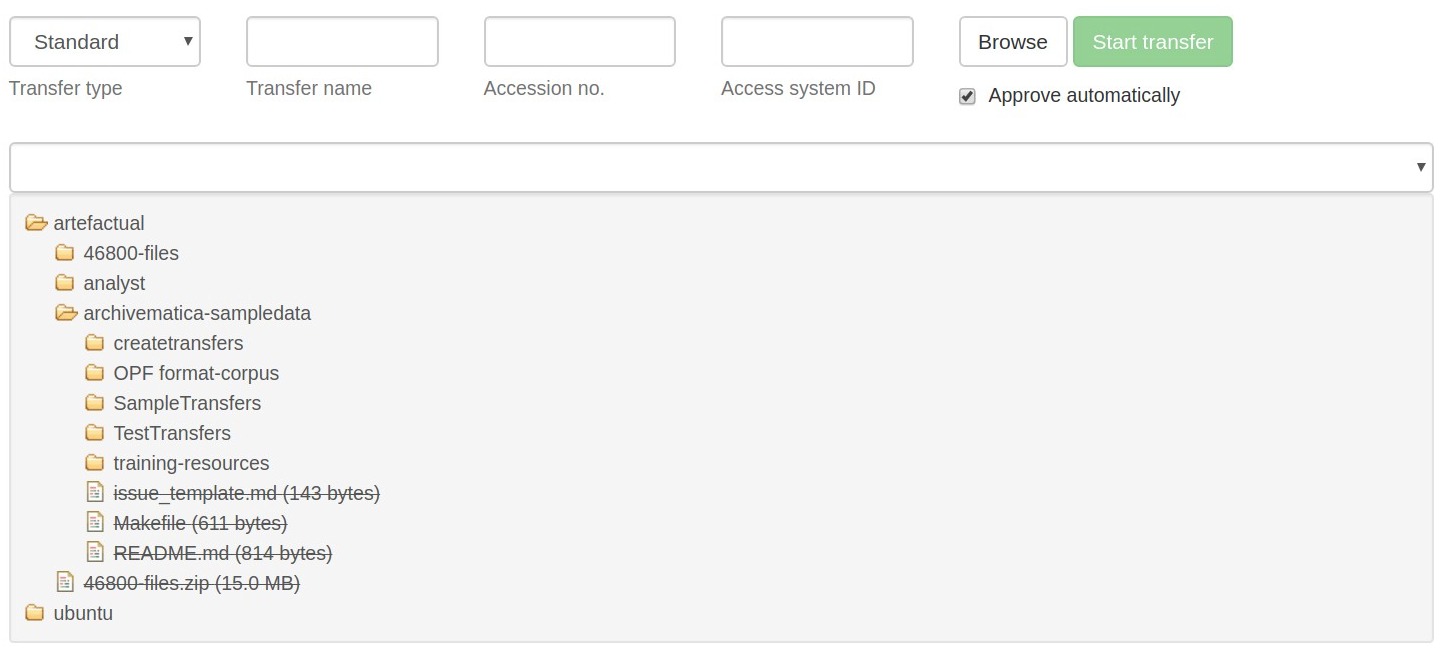 Standard
Browse
Start transfer
Transfer type
Transfer name
Accession no.
Access system ID
Approve automatically
artefactual
46800-files
analyst
archivematica-sampledata
createtransfers
OPF format-corpus
SampleTransfers
TestTransfers
training-resources
issue_template.md (143 bytes)
Makefile (611 bytes)
README.md (814 bytes)
46800-files.zip (15.0 MB)
ubuntu